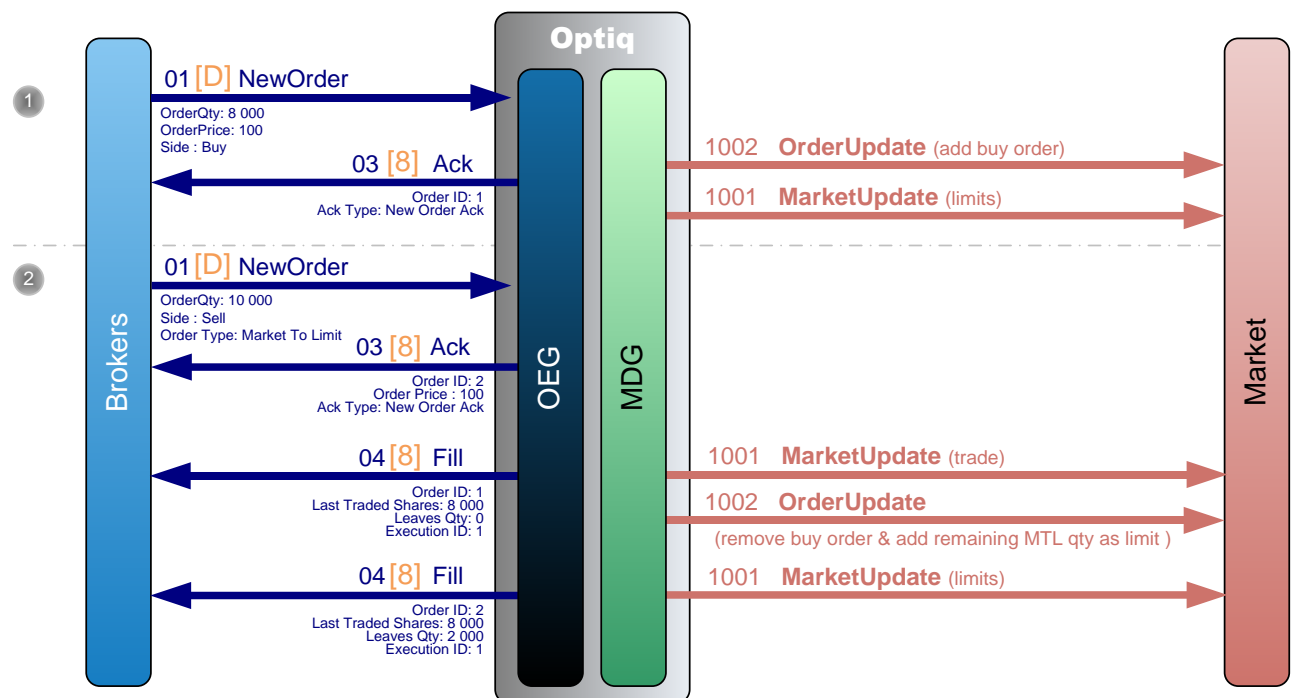 Optiq
1
01 [D] NewOrder
OrderQty: 8 000
OrderPrice: 100
Side : Buy
03 [8] Ack
Order ID: 1
Ack Type: New Order Ack
1002 OrderUpdate (add buy order)
1001 MarketUpdate (limits)
2
01 [D] NewOrder
OrderQty: 10 000
Side : Sell
Order Type: Market To Limit
03 [8] Ack
Order ID: 2
Order Price : 100
Ack Type: New Order Ack
Brokers
OEG
MDG
Market
04 [8] Fill
Order ID: 1
Last Traded Shares: 8 000
Leaves Qty: 0
Execution ID: 1
1001 MarketUpdate (trade)
1002 OrderUpdate
(remove buy order & add remaining MTL qty as limit )
04 [8] Fill
Order ID: 2
Last Traded Shares: 8 000
Leaves Qty: 2 000
Execution ID: 1
1001 MarketUpdate (limits)